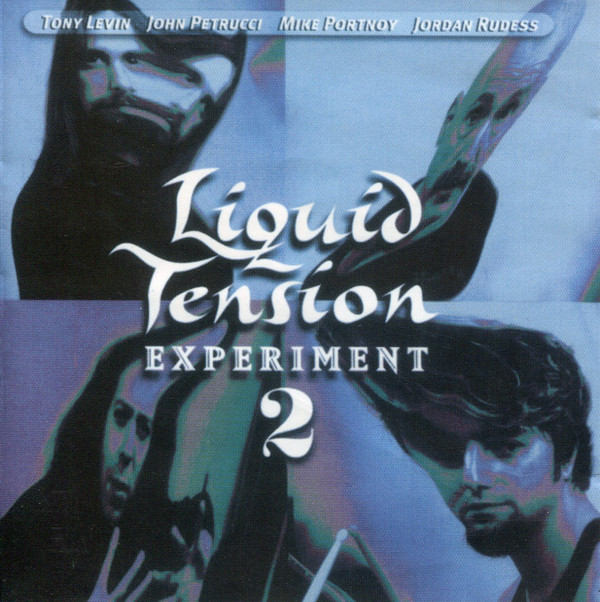 TONY LEVIN JOHN PETRUCCI MIKE PORTNOY JORDAN RUDESS
Liquid
Tension
EXPERIMENT
2